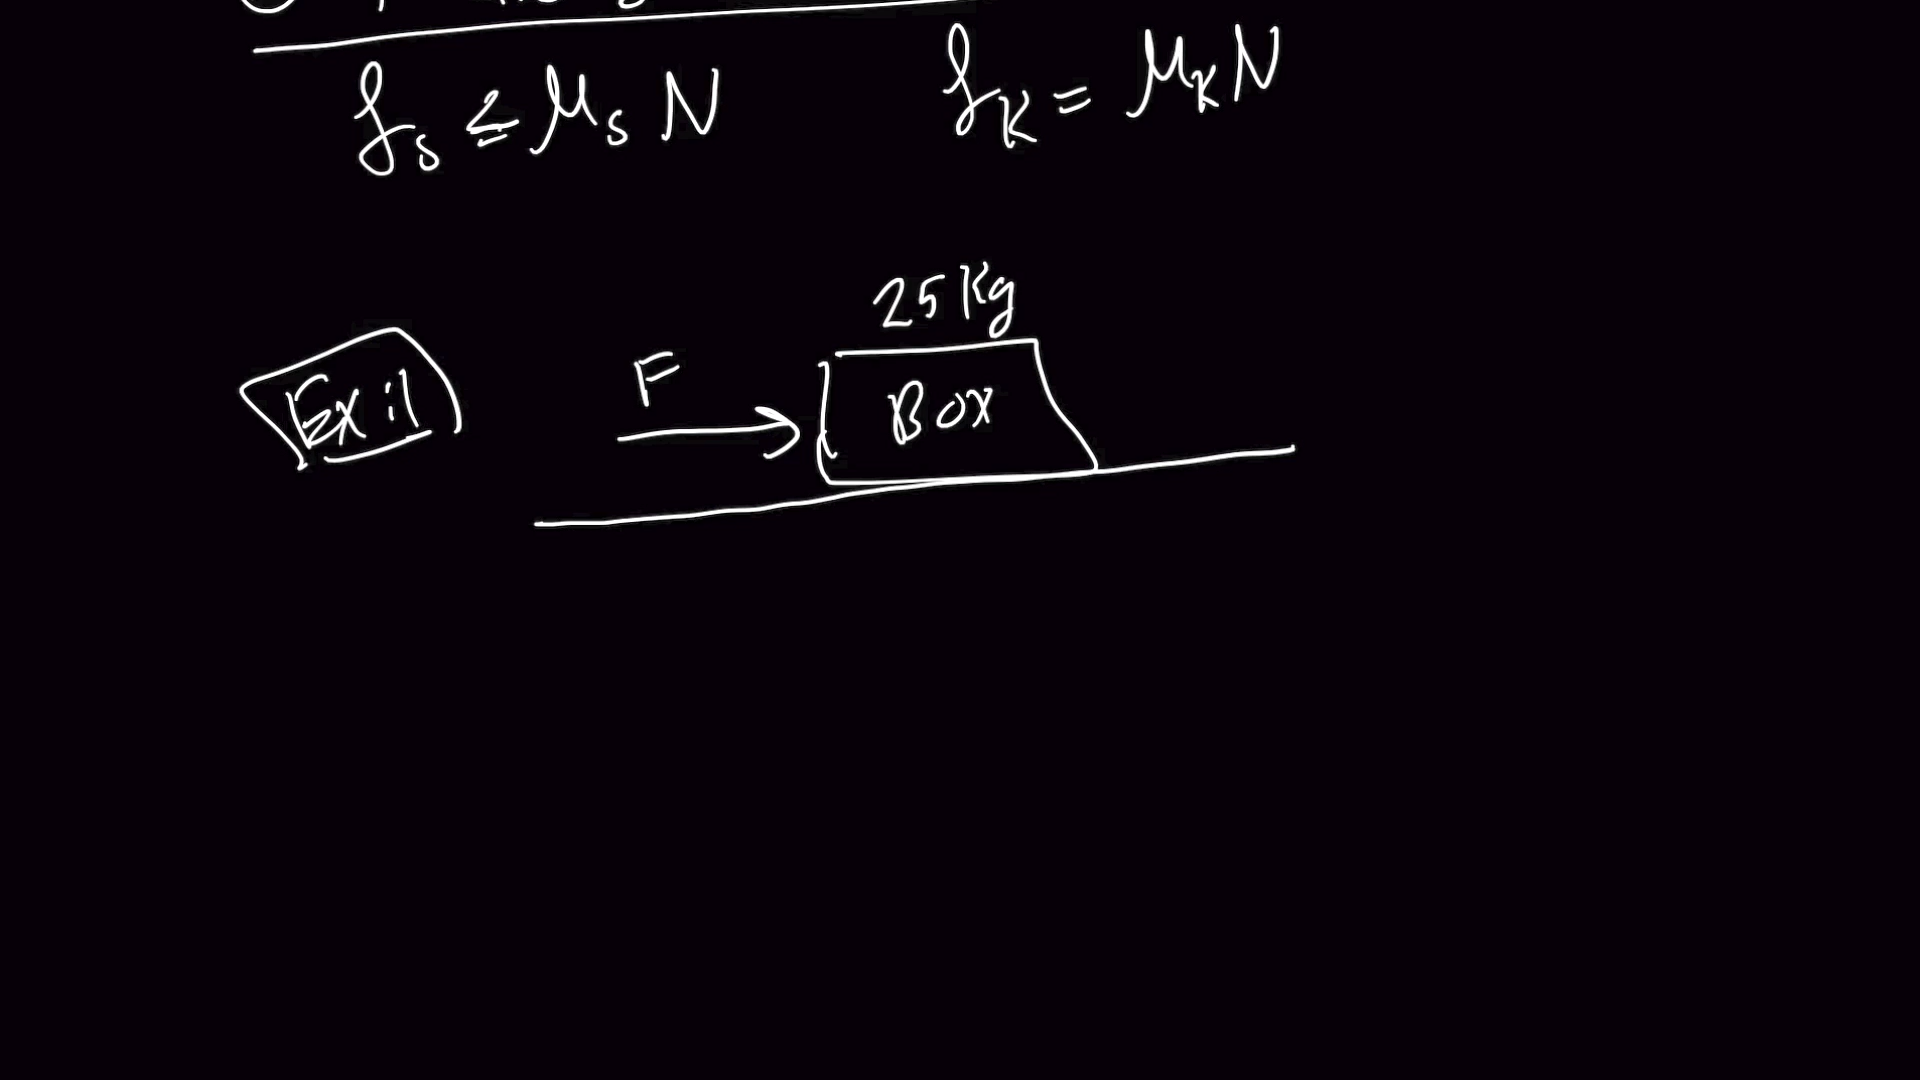 fs ≤ μs N
fK = μK N
25 Kg
Ex:1
F
Box